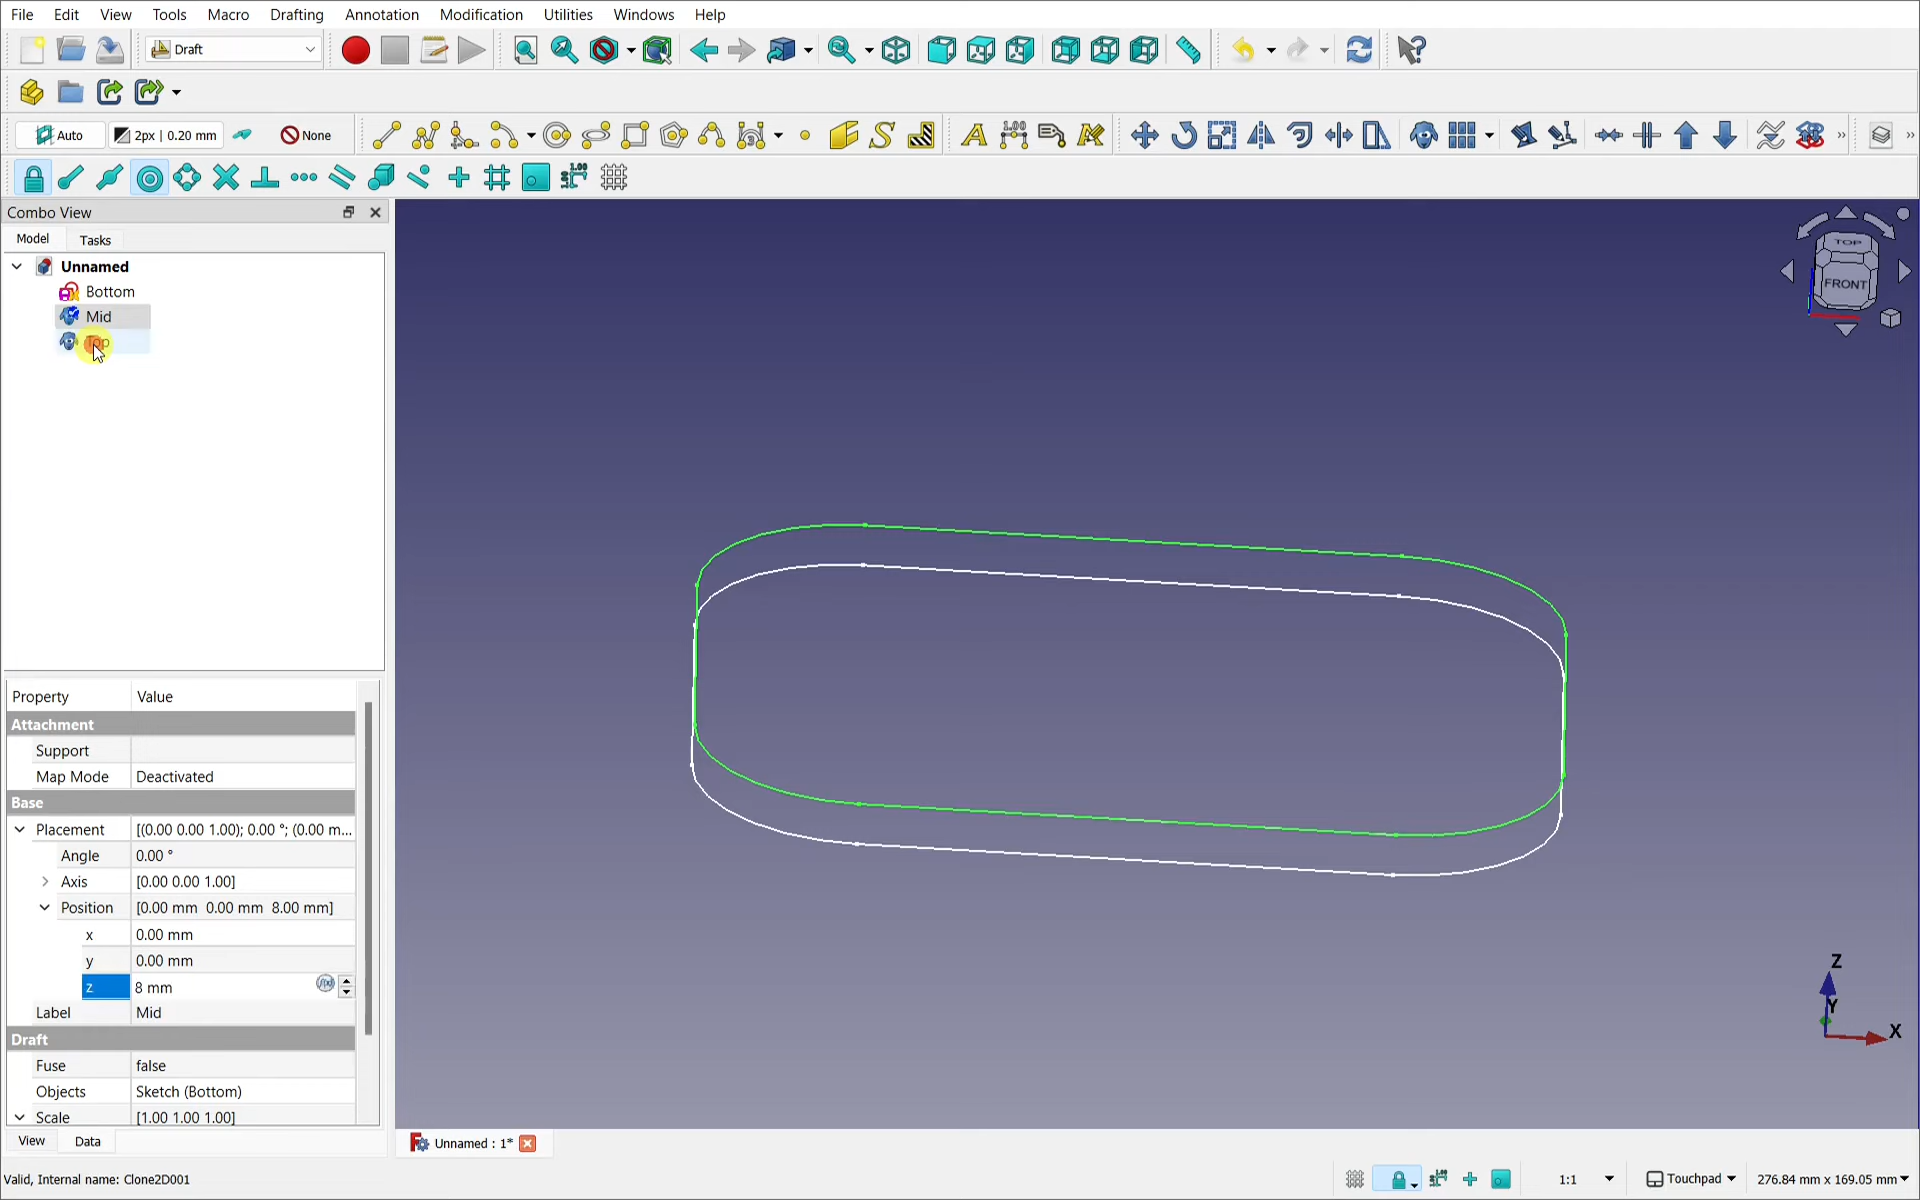 File Edit View Tools Macro Drafting Annotation Modification Utilities Windows Help
Draft
Auto 2px | 0.20 mm None
Combo View
Model Tasks
Unnamed
Bottom
Mid
Top
Property Value
Attachment
Support
Map Mode Deactivated
Base
Placement [(0.00 0.00 1.00); 0.00 °; (0.00 m...
Angle 0.00 °
Axis [0.00 0.00 1.00]
Position [0.00 mm 0.00 mm 8.00 mm]
x 0.00 mm
y 0.00 mm
z 8 mm
Label Mid
Draft
Fuse false
Objects Sketch (Bottom)
Scale [1.00 1.00 1.00]
View Data
TOP
FRONT
Z
Y
X
Unnamed : 1*
Valid, Internal name: Clone2D001
1:1 Touchpad 276.84 mm x 169.05 mm